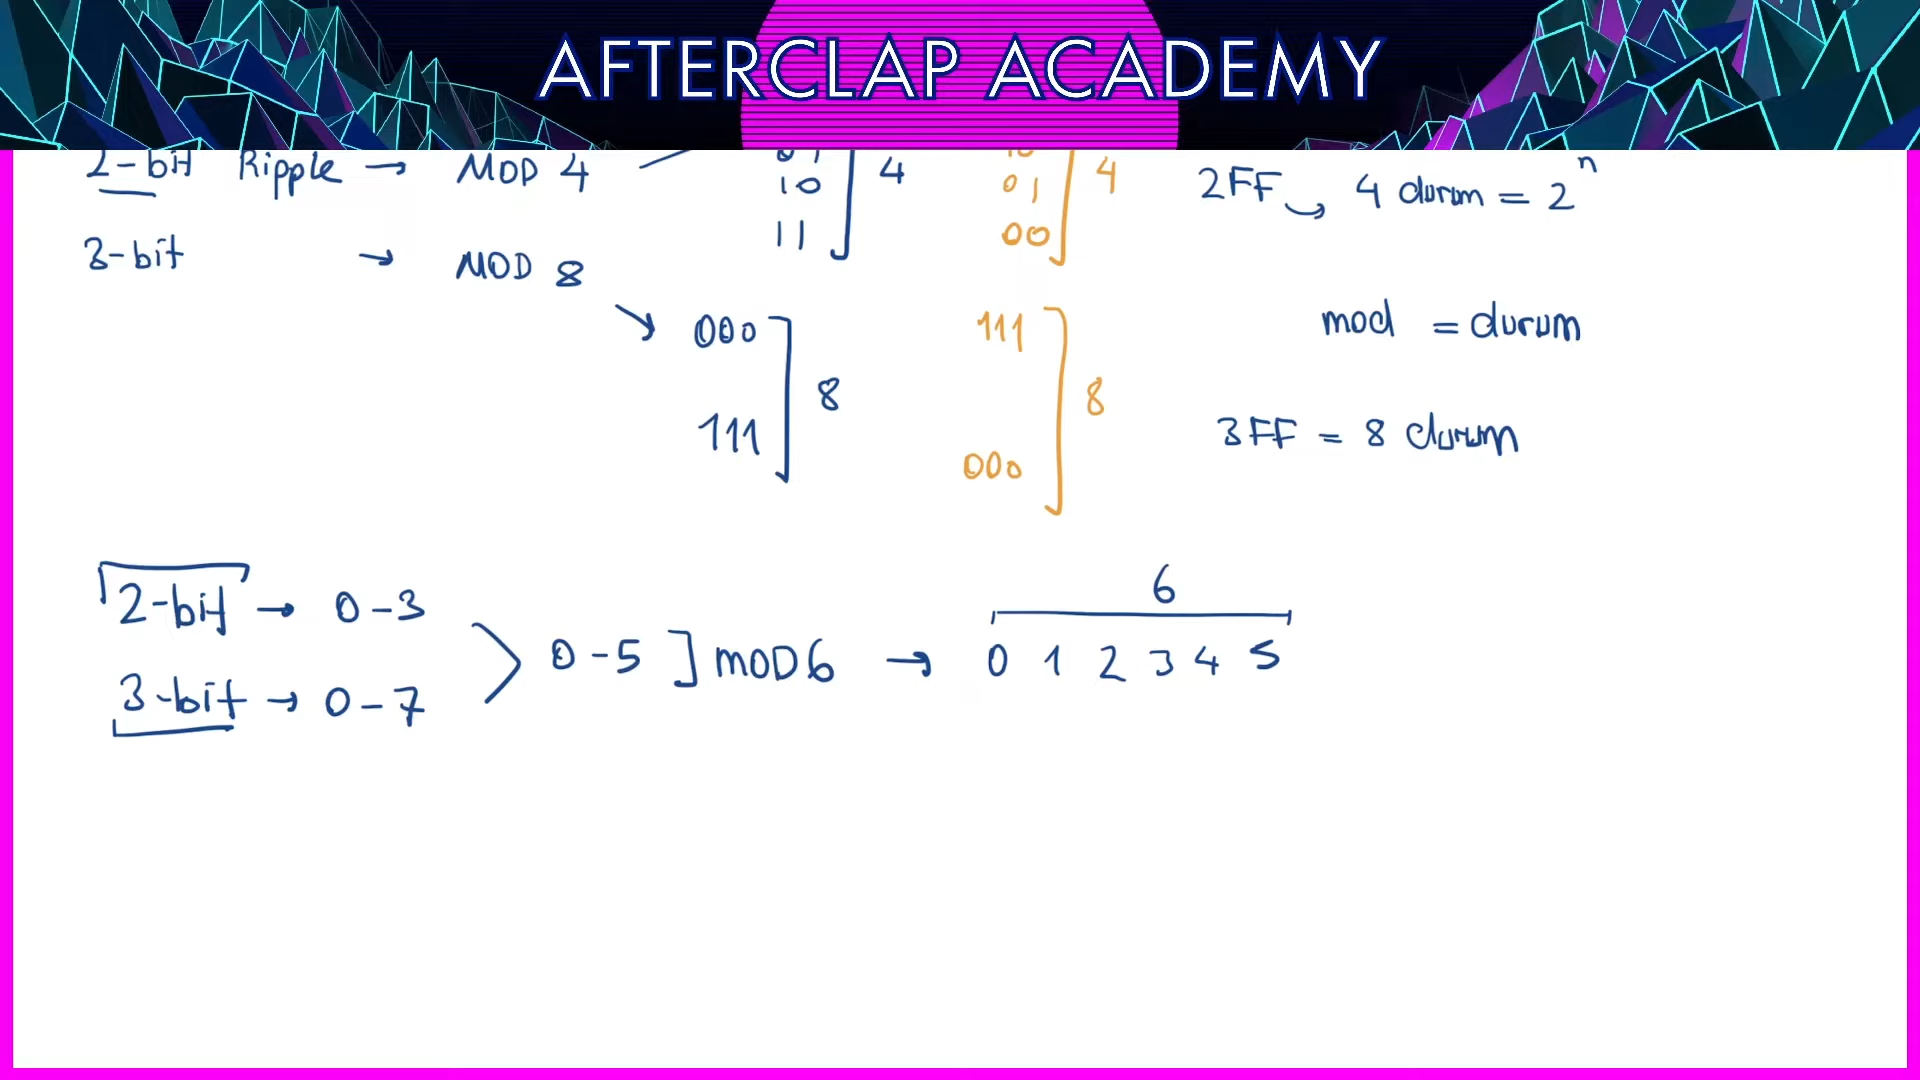 AFTERCLAP ACADEMY
2-bit Ripple → MOD 4
10
11
4
01
00
4
2FF → 4 durum = 2ⁿ
3-bit → MOD 8
000
111
8
111
000
8
mod = durum
3FF = 8 durum
2-bit → 0-3
3-bit → 0-7
0-5 ] MOD6 → 0 1 2 3 4 5
6